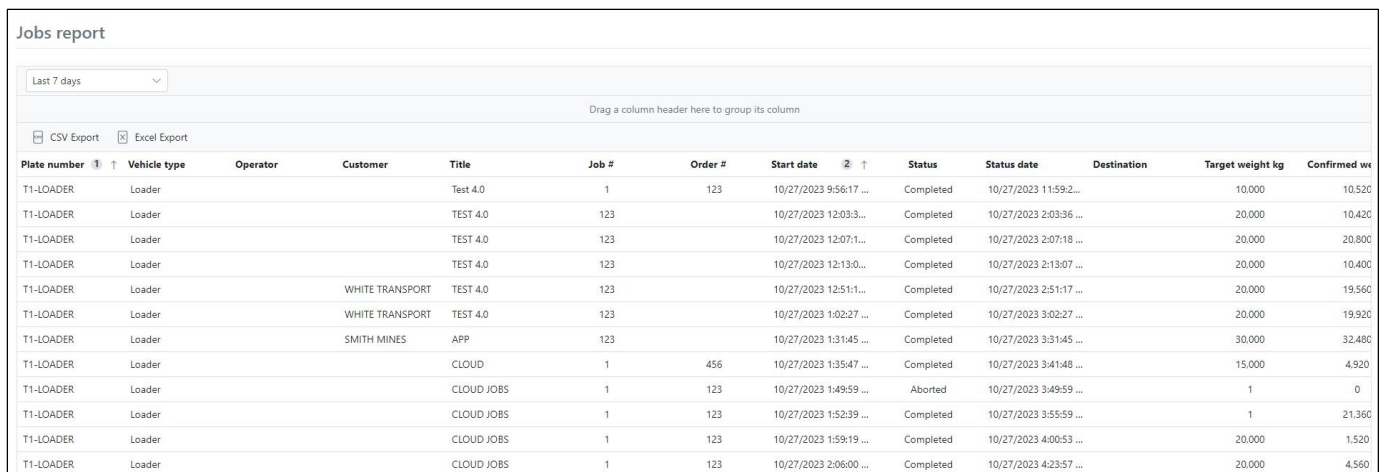 Jobs report
Last 7 days
Drag a column header here to group its column
CSV Export Excel Export
Plate number 1 ↑ Vehicle type Operator Customer Title Job # Order # Start date 2 ↑ Status Status date Destination Target weight kg Confirmed we
T1-LOADER Loader Test 4.0 1 123 10/27/2023 9:56:17 ... Completed 10/27/2023 11:59:2... 10,000 10,520
T1-LOADER Loader TEST 4.0 123 10/27/2023 12:03:3... Completed 10/27/2023 2:03:36 ... 20,000 10,420
T1-LOADER Loader TEST 4.0 123 10/27/2023 12:07:1... Completed 10/27/2023 2:07:18 ... 20,000 20,800
T1-LOADER Loader TEST 4.0 123 10/27/2023 12:13:0... Completed 10/27/2023 2:13:07 ... 20,000 10,400
T1-LOADER Loader WHITE TRANSPORT TEST 4.0 123 10/27/2023 12:51:1... Completed 10/27/2023 2:51:17 ... 20,000 19,560
T1-LOADER Loader WHITE TRANSPORT TEST 4.0 123 10/27/2023 1:02:27 ... Completed 10/27/2023 3:02:27 ... 20,000 19,920
T1-LOADER Loader SMITH MINES APP 123 10/27/2023 1:31:45 ... Completed 10/27/2023 3:31:45 ... 30,000 32,480
T1-LOADER Loader CLOUD 1 456 10/27/2023 1:35:47 ... Completed 10/27/2023 3:41:48 ... 15,000 4,920
T1-LOADER Loader CLOUD JOBS 1 123 10/27/2023 1:49:59 ... Aborted 10/27/2023 3:49:59 ... 1 0
T1-LOADER Loader CLOUD JOBS 1 123 10/27/2023 1:52:39 ... Completed 10/27/2023 3:55:59 ... 1 21,360
T1-LOADER Loader CLOUD JOBS 1 123 10/27/2023 1:59:19 ... Completed 10/27/2023 4:00:53 ... 20,000 1,520
T1-LOADER Loader CLOUD JOBS 1 123 10/27/2023 2:06:00 ... Completed 10/27/2023 4:23:57 ... 20,000 4,560